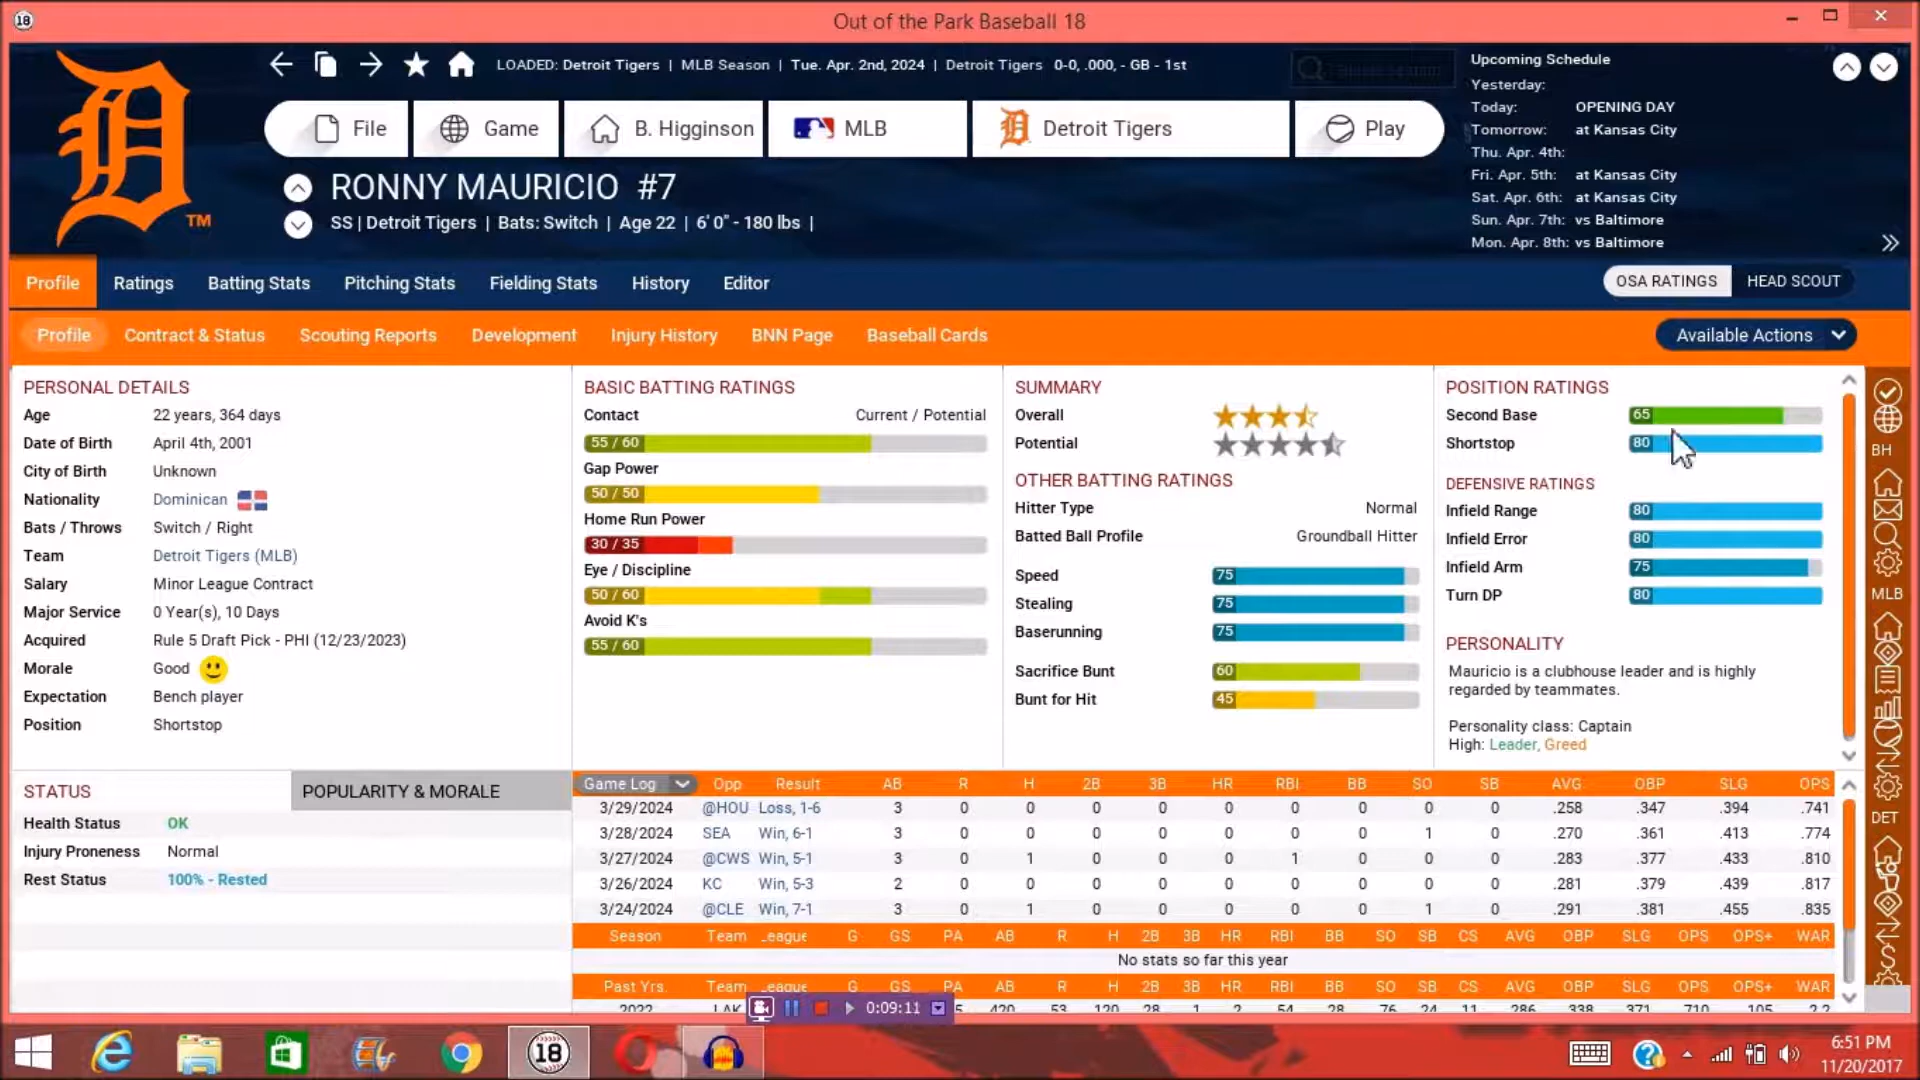 18 Out of the Park Baseball 18
LOADED: Detroit Tigers | MLB Season | Tue. Apr. 2nd, 2024 | Detroit Tigers 0-0, .000, - GB - 1st
File Game B. Higginson MLB Detroit Tigers Play
Upcoming Schedule
Yesterday:
Today: OPENING DAY
Tomorrow: at Kansas City
Thu. Apr. 4th:
Fri. Apr. 5th: at Kansas City
Sat. Apr. 6th: at Kansas City
Sun. Apr. 7th: vs Baltimore
Mon. Apr. 8th: vs Baltimore
TM
RONNY MAURICIO #7
SS | Detroit Tigers | Bats: Switch | Age 22 | 6' 0" - 180 lbs |
Profile Ratings Batting Stats Pitching Stats Fielding Stats History Editor OSA RATINGS HEAD SCOUT
Profile Contract & Status Scouting Reports Development Injury History BNN Page Baseball Cards Available Actions
PERSONAL DETAILS
Age 22 years, 364 days
Date of Birth April 4th, 2001
City of Birth Unknown
Nationality Dominican
Bats / Throws Switch / Right
Team Detroit Tigers (MLB)
Salary Minor League Contract
Major Service 0 Year(s), 10 Days
Acquired Rule 5 Draft Pick - PHI (12/23/2023)
Morale Good
Expectation Bench player
Position Shortstop
BASIC BATTING RATINGS
Contact Current / Potential
55 / 60
Gap Power
50 / 50
Home Run Power
30 / 35
Eye / Discipline
50 / 60
Avoid K's
55 / 60
SUMMARY
Overall
Potential
OTHER BATTING RATINGS
Hitter Type Normal
Batted Ball Profile Groundball Hitter
Speed 75
Stealing 75
Baserunning 75
Sacrifice Bunt 60
Bunt for Hit 45
POSITION RATINGS
Second Base 65
Shortstop 80
DEFENSIVE RATINGS
Infield Range 80
Infield Error 80
Infield Arm 75
Turn DP 80
PERSONALITY
Mauricio is a clubhouse leader and is highly
regarded by teammates.
Personality class: Captain
High: Leader, Greed
BH
MLB
DET
STATUS POPULARITY & MORALE
Health Status OK
Injury Proneness Normal
Rest Status 100% - Rested
Game Log Opp Result AB R H 2B 3B HR RBI BB SO SB AVG OBP SLG OPS
3/29/2024 @HOU Loss, 1-6 3 0 0 0 0 0 0 0 0 0 .258 .347 .394 .741
3/28/2024 SEA Win, 6-1 3 0 0 0 0 0 0 0 1 0 .270 .361 .413 .774
3/27/2024 @CWS Win, 5-1 3 0 1 0 0 0 1 0 0 0 .283 .377 .433 .810
3/26/2024 KC Win, 5-3 2 0 0 0 0 0 0 0 0 0 .281 .379 .439 .817
3/24/2024 @CLE Win, 7-1 3 0 1 0 0 0 0 0 1 0 .291 .381 .455 .835
Season Team League G GS PA AB R H 2B 3B HR RBI BB SO SB CS AVG OBP SLG OPS OPS+ WAR
No stats so far this year
Past Yrs. Team League G GS PA AB R H 2B 3B HR RBI BB SO SB CS AVG OBP SLG OPS OPS+ WAR
2022 LAK 420 53 120 28 1 2 54 28 76 24 11 .286 .338 .371 .710 105 2.2
0:09:11
18
6:51 PM
11/20/2017